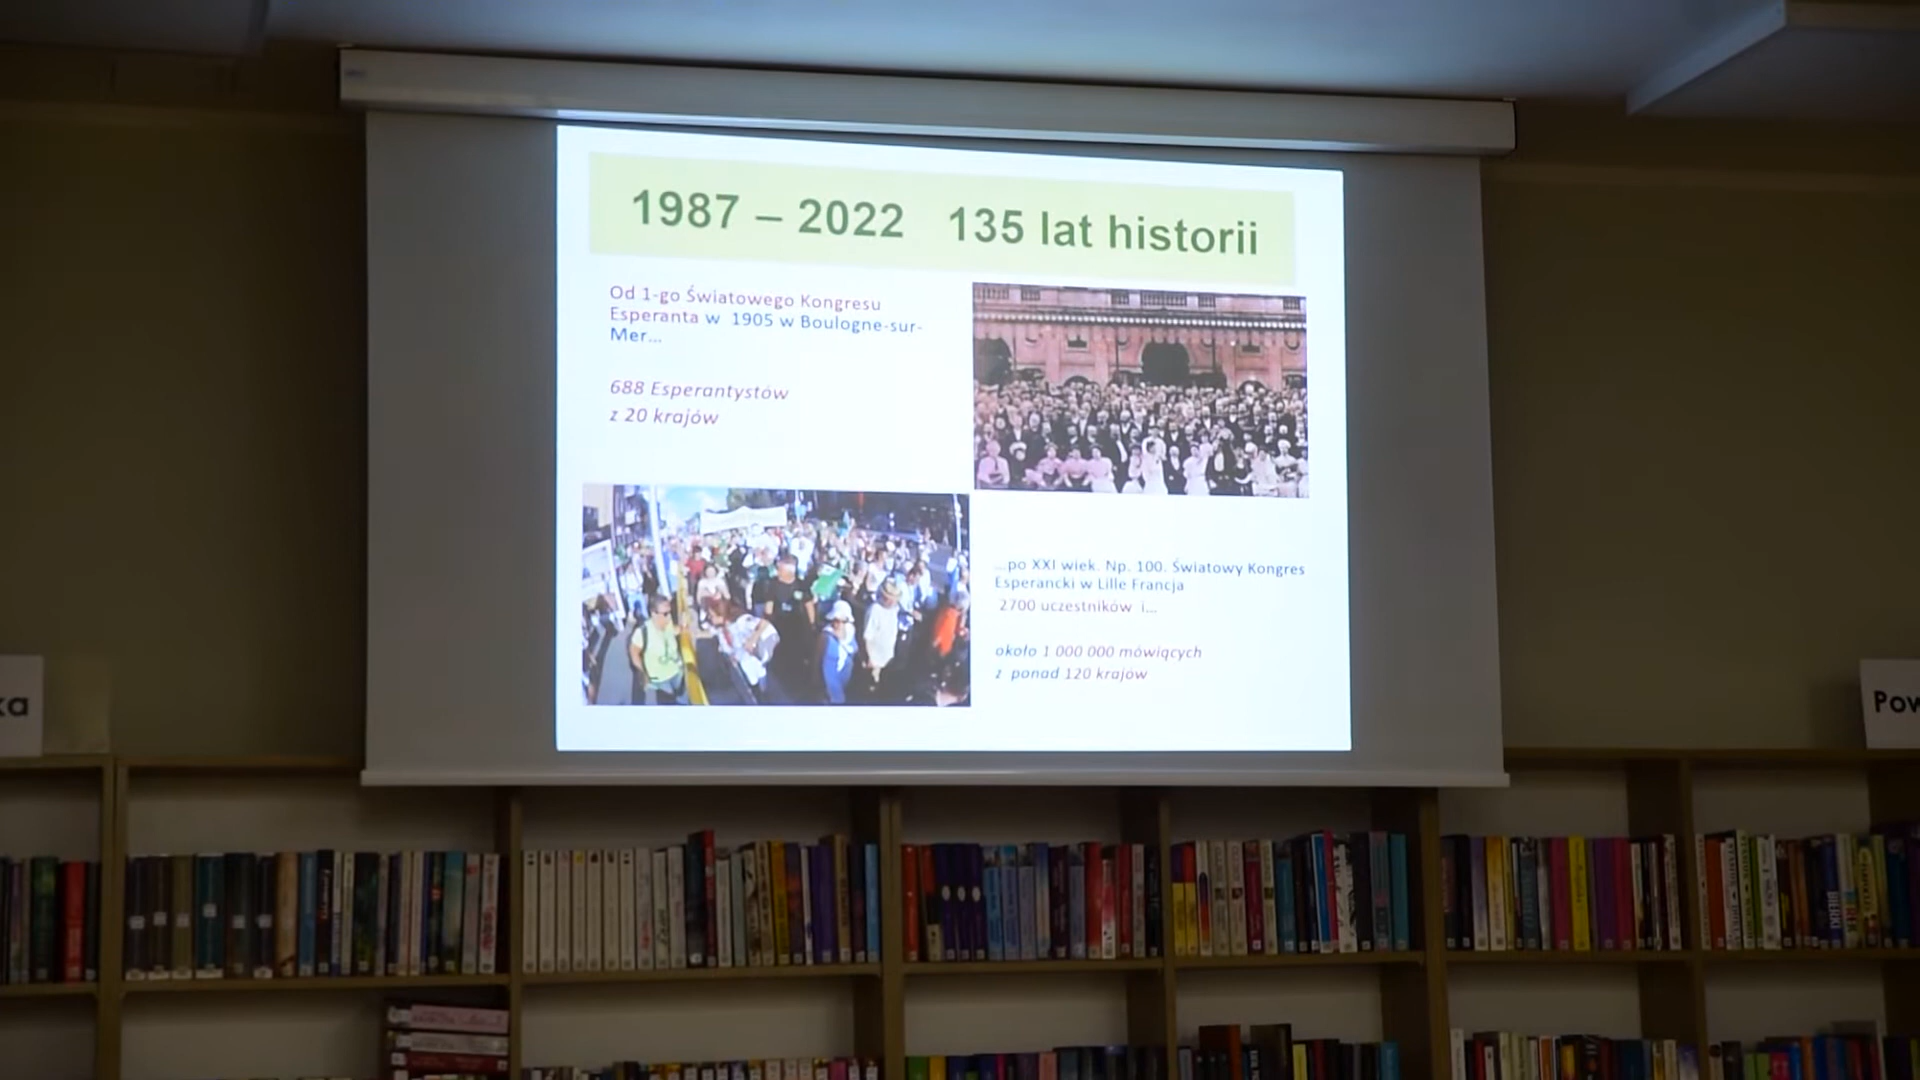 1987 – 2022 135 lat historii
Od 1-go Światowego Kongresu
Esperanta w 1905 w Boulogne-sur-
Mer...
688 Esperantystów
z 20 krajów
...po XXI wiek. Np. 100. Światowy Kongres
Esperancki w Lille Francja
2700 uczestników i...
około 1 000 000 mówiących
z ponad 120 krajów
ka
Pow